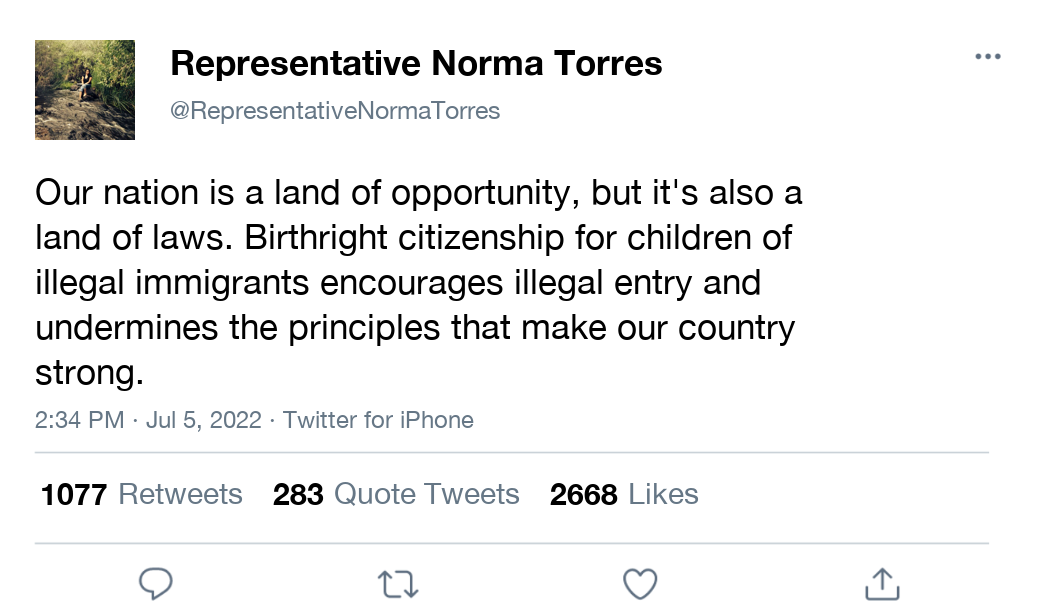 Representative Norma Torres
@RepresentativeNormaTorres
Our nation is a land of opportunity, but it's also a
land of laws. Birthright citizenship for children of
illegal immigrants encourages illegal entry and
undermines the principles that make our country
strong.
2:34 PM · Jul 5, 2022 · Twitter for iPhone
1077 Retweets 283 Quote Tweets 2668 Likes